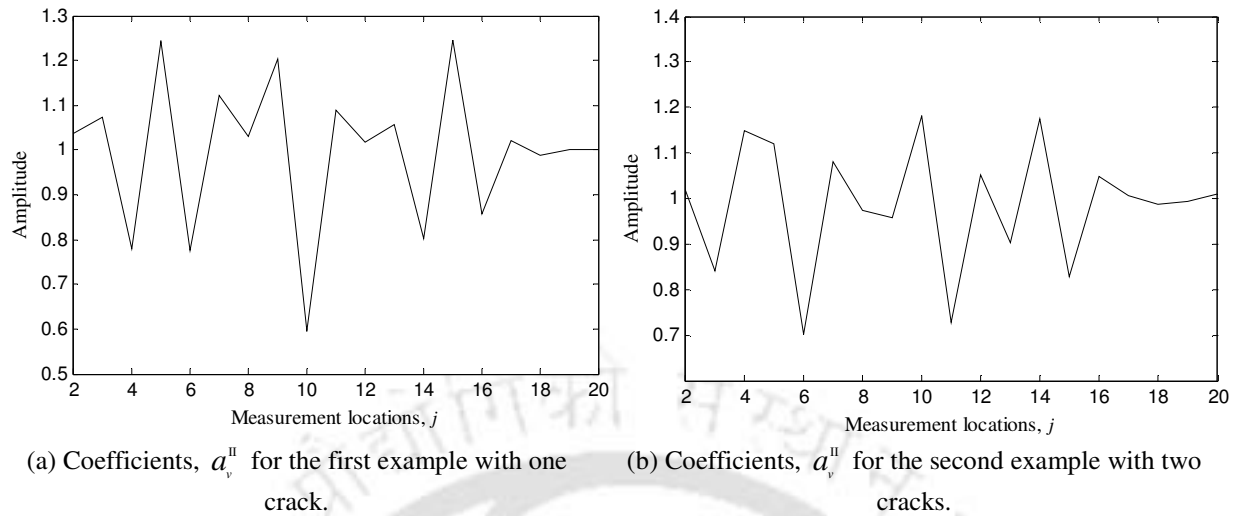 1.3
1.2
1.1
1
0.9
0.8
0.7
0.6
0.5
2 4 6 8 10 12 14 16 18 20
Amplitude
Measurement locations, j
(a) Coefficients, a_v^II for the first example with one
crack.
1.4
1.3
1.2
1.1
1
0.9
0.8
0.7
2 4 6 8 10 12 14 16 18 20
Amplitude
Measurement locations, j
(b) Coefficients, a_v^II for the second example with two
cracks.